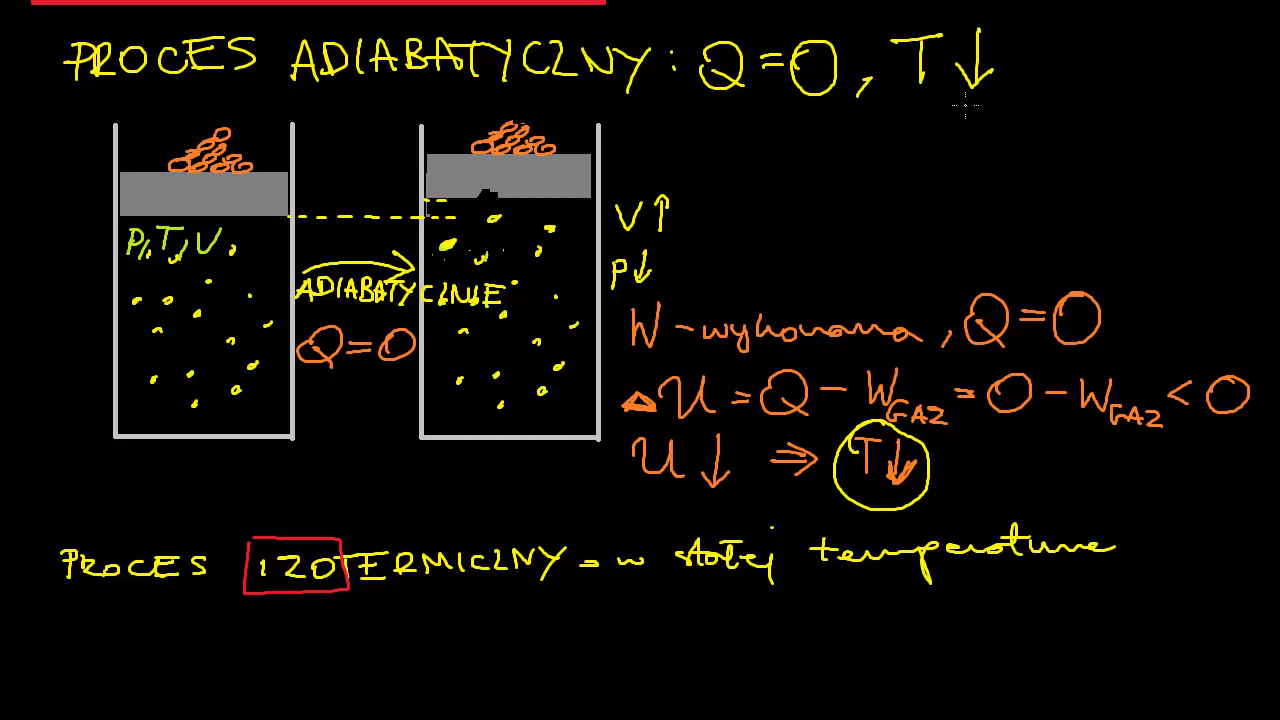 PROCES ADIABATYCZNY: Q=0, T↓
P, T, V
ADIABATYCZNIE
Q=0
V↑
P↓
W - wykonana, Q=0
ΔU = Q - W_GAZ = 0 - W_GAZ < 0
U↓ ⇒ T↓
PROCES IZOTERMICZNY = w stałej temperaturze